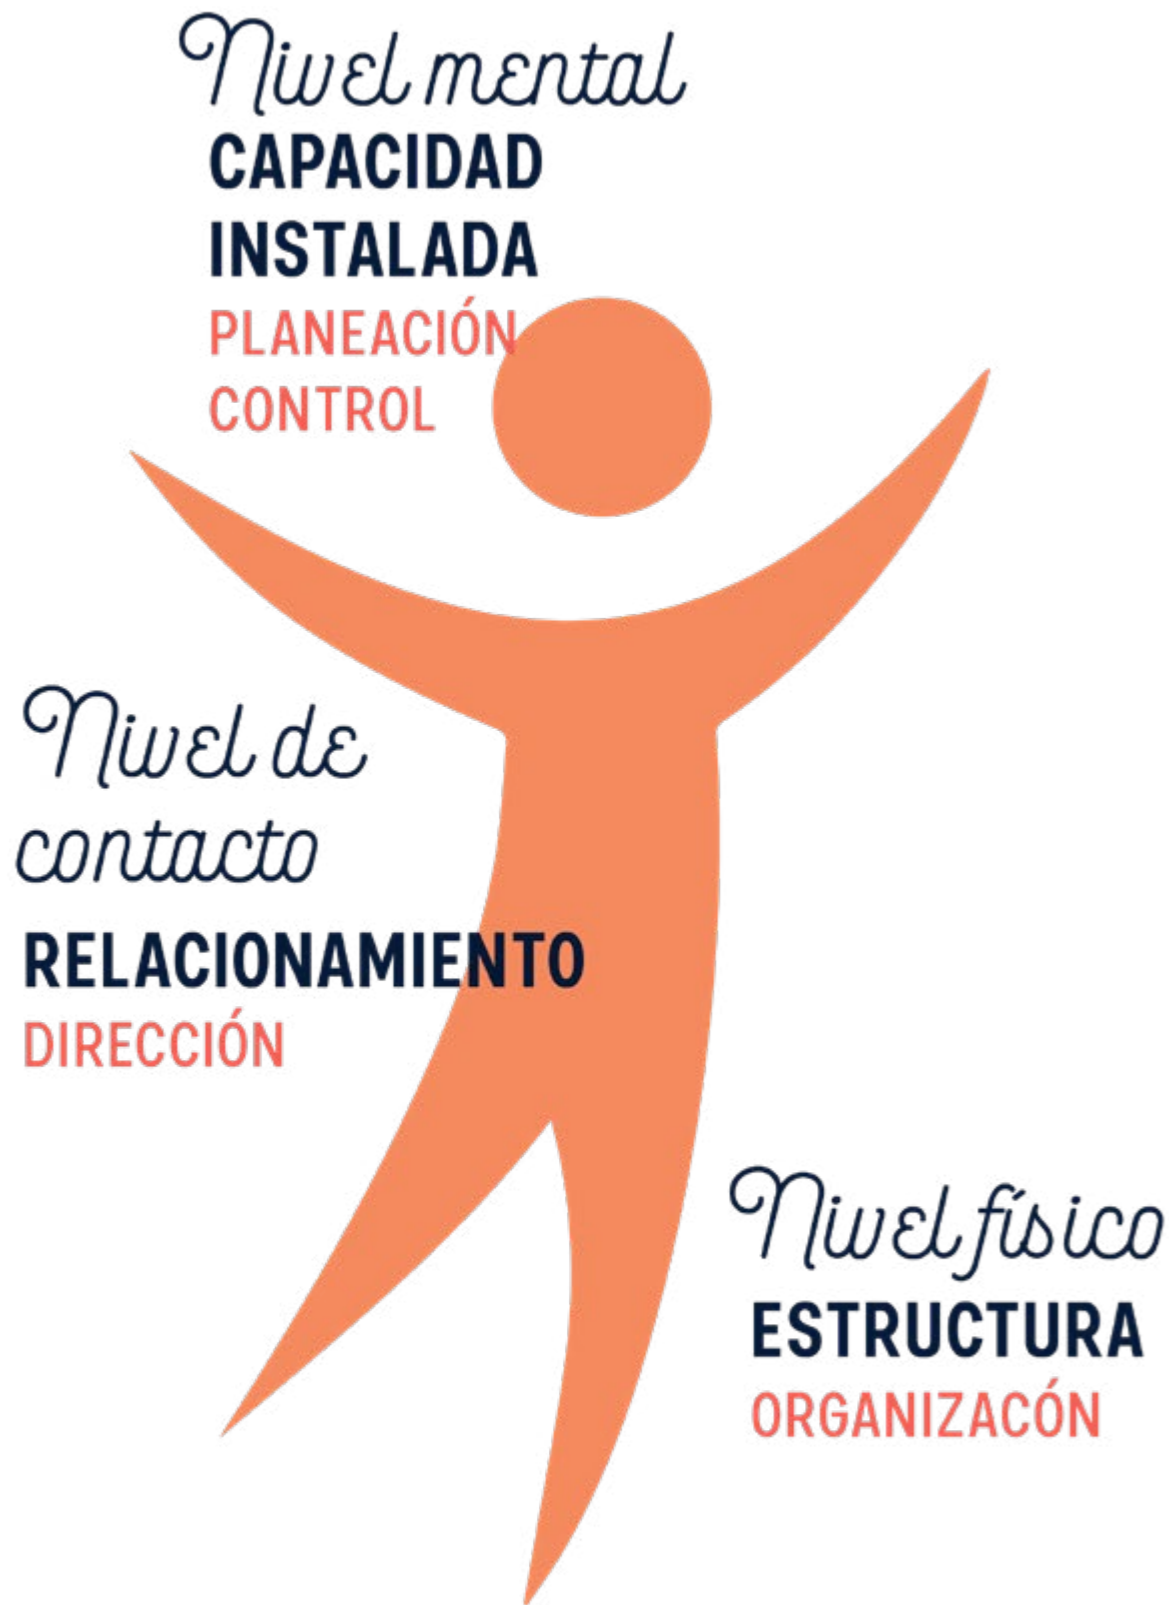 Nivel mental
CAPACIDAD
INSTALADA
PLANEACIÓN
CONTROL
Nivel de
contacto
RELACIONAMIENTO
DIRECCIÓN
Nivel físico
ESTRUCTURA
ORGANIZACÓN